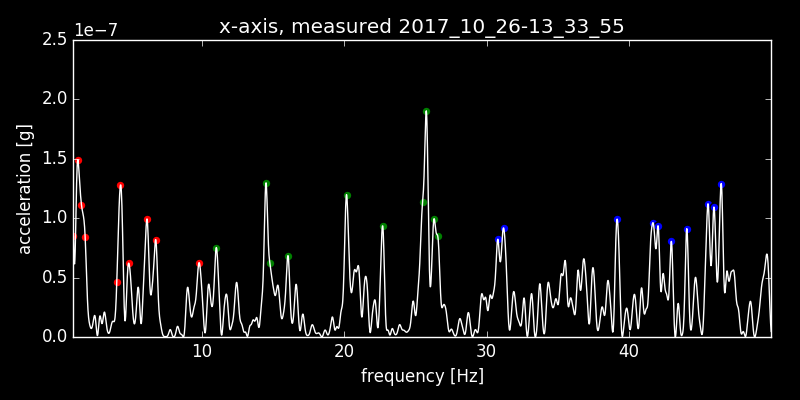 x-axis, measured 2017_10_26-13_33_55
1e−7
2.5
2.0
1.5
1.0
0.5
0.0
acceleration [g]
10 20 30 40
frequency [Hz]